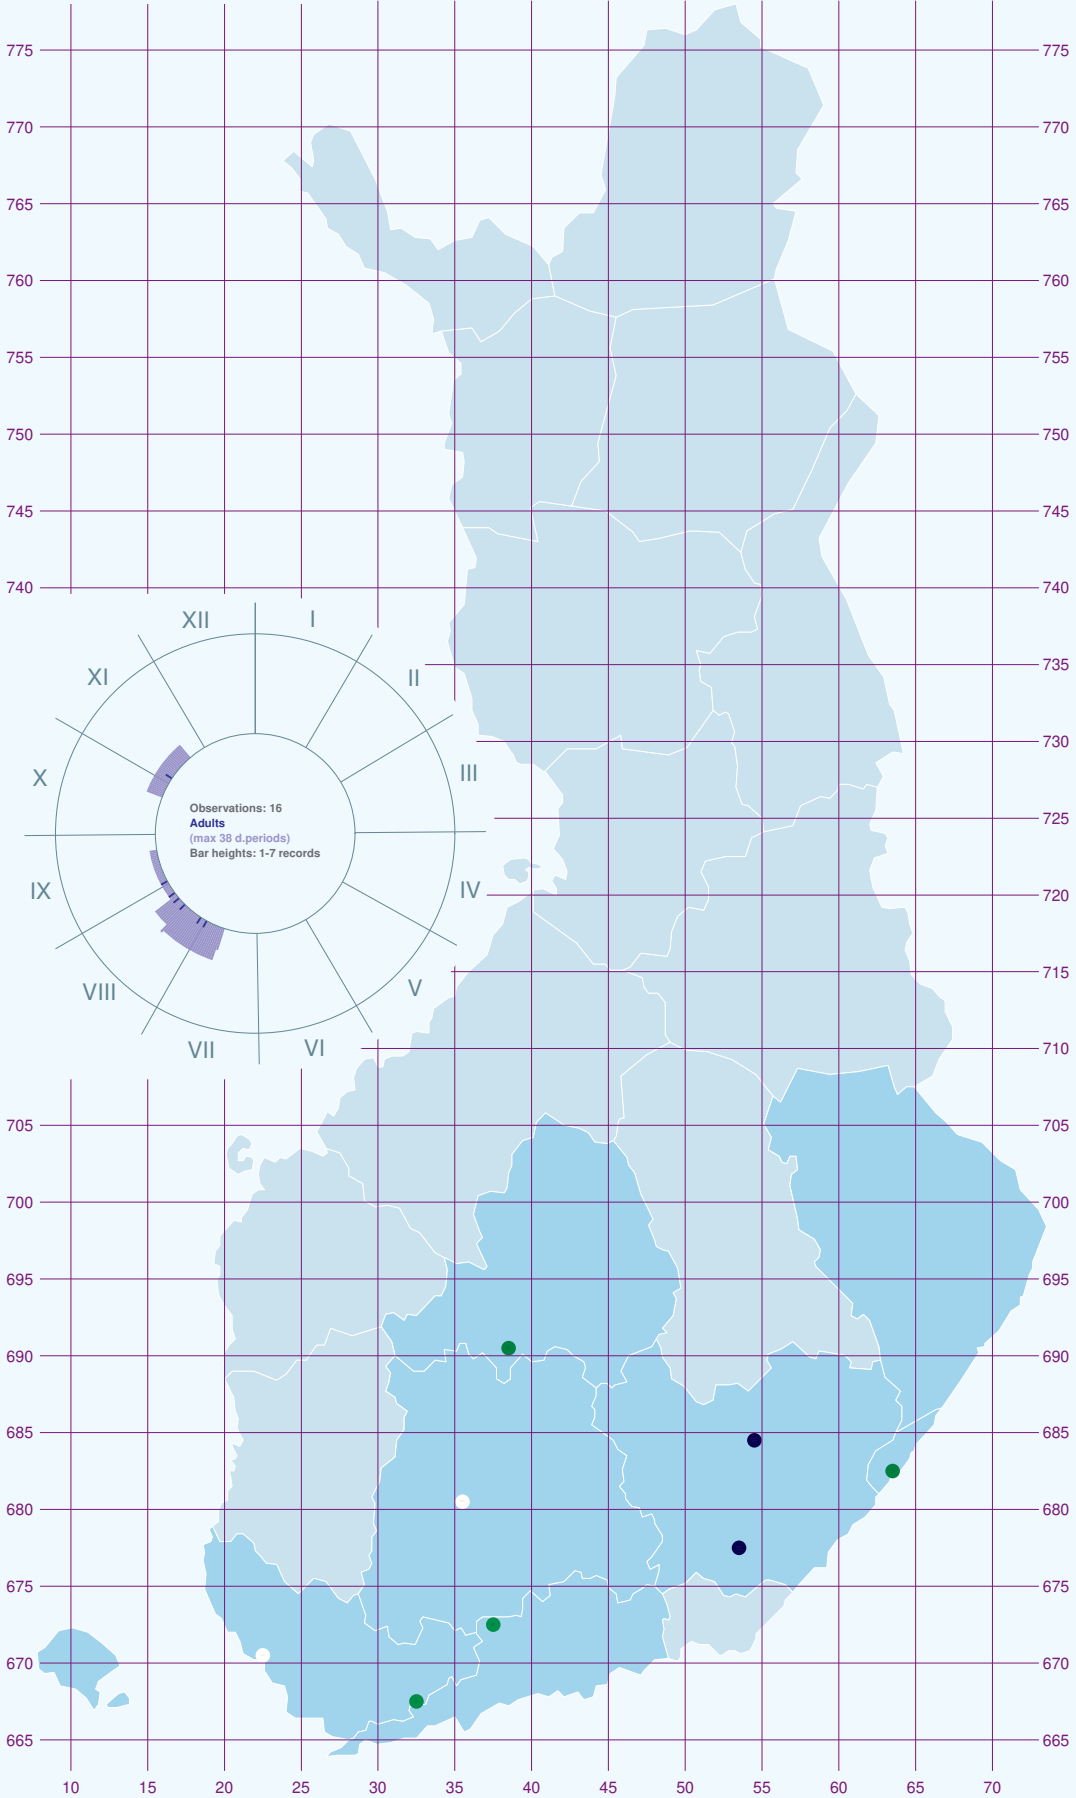 775 775
770 770
765 765
760 760
755 755
750 750
745 745
740 740
XII I
XI II
735 735
730 730
X III
Observations: 16
Adults
(max 38 d.periods)
Bar heights: 1-7 records
725 725
IX IV
720 720
VIII V
715 715
VII VI
710 710
705 705
700 700
695 695
690 690
685 685
680 680
675 675
670 670
665 665
10 15 20 25 30 35 40 45 50 55 60 65 70